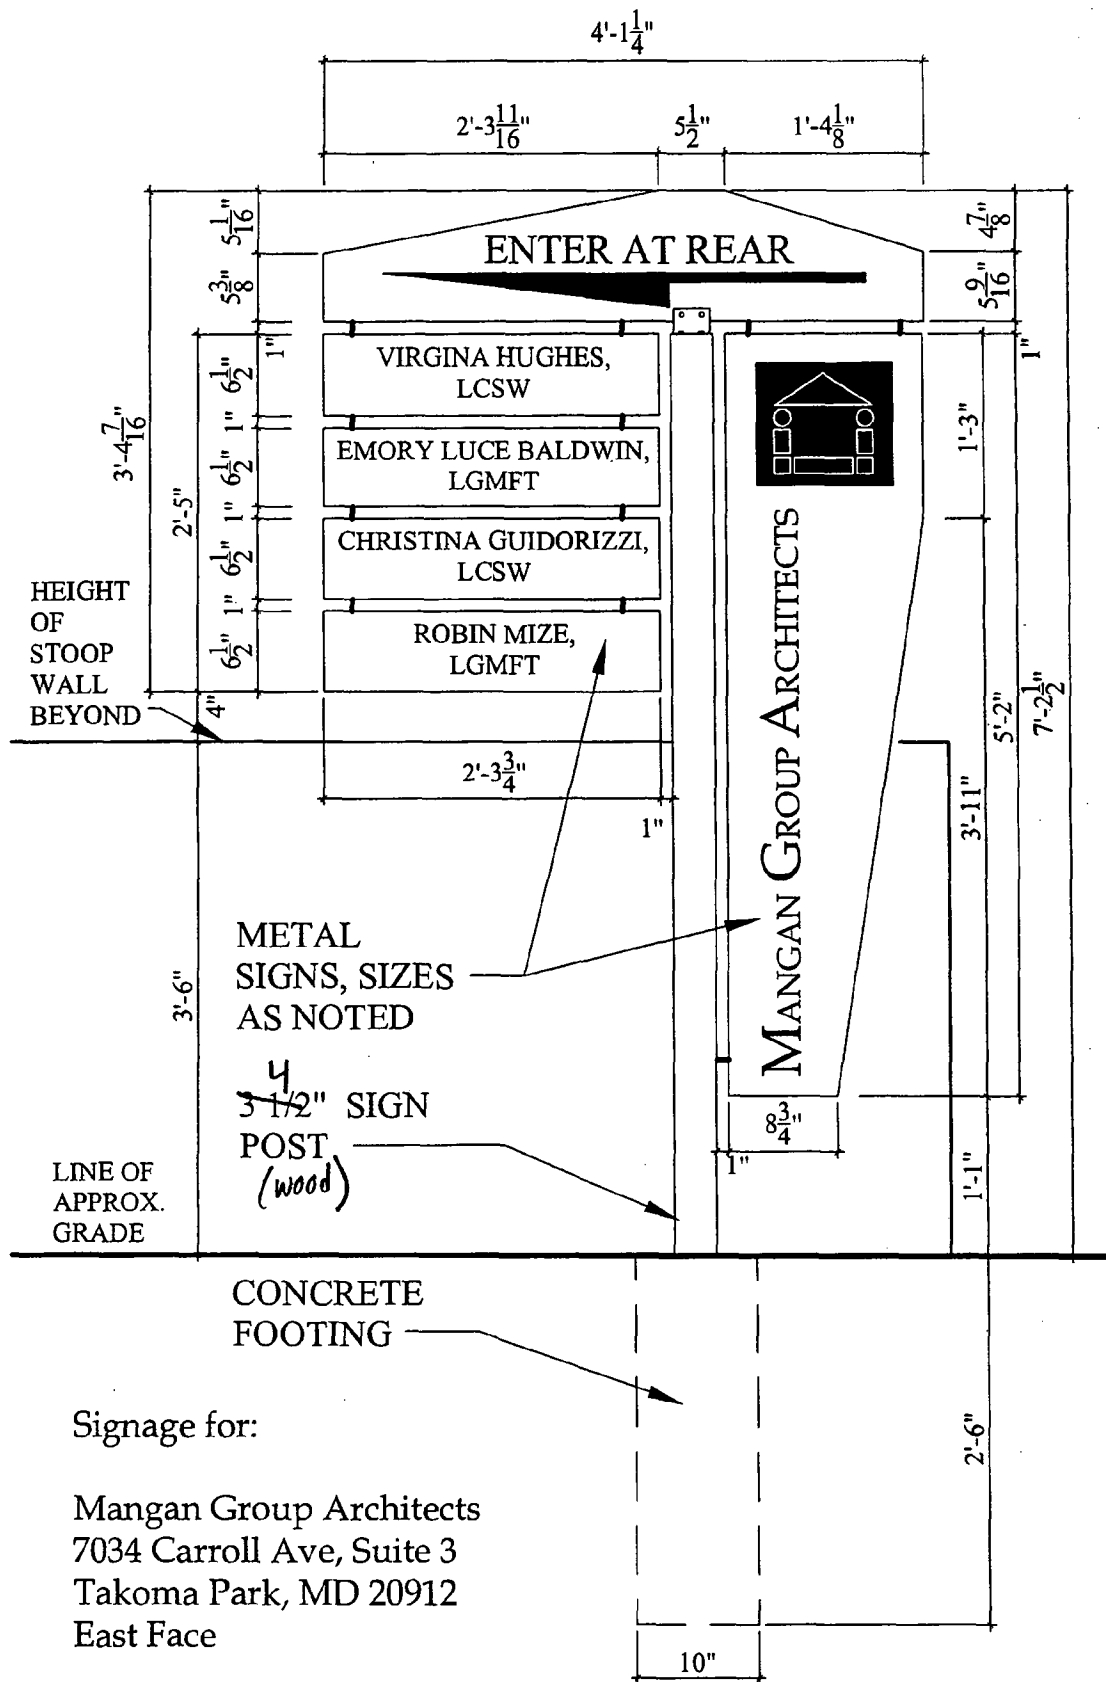 4'-1 1/4"
2'-3 11/16"
5 1/2"
1'-4 1/8"
5 1/16"
4 7/8"
ENTER AT REAR
5 3/8"
5 9/16"
1"
1"
VIRGINA HUGHES,
LCSW
6 1/2"
1'-3"
3'-4 7/16"
1"
EMORY LUCE BALDWIN,
LGMFT
6 1/2"
2'-5"
1"
CHRISTINA GUIDORIZZI,
LCSW
6 1/2"
1"
ROBIN MIZE,
LGMFT
6 1/2"
4"
HEIGHT
OF
STOOP
WALL
BEYOND
MANGAN GROUP ARCHITECTS
5'-2"
7'-2 1/2"
2'-3 3/4"
1"
3'-11"
METAL
SIGNS, SIZES
AS NOTED
3'-6"
4
3 1/2" SIGN
POST
(wood)
8 3/4"
1"
1'-1"
LINE OF
APPROX.
GRADE
CONCRETE
FOOTING
2'-6"
10"
Signage for:
Mangan Group Architects
7034 Carroll Ave, Suite 3
Takoma Park, MD 20912
East Face